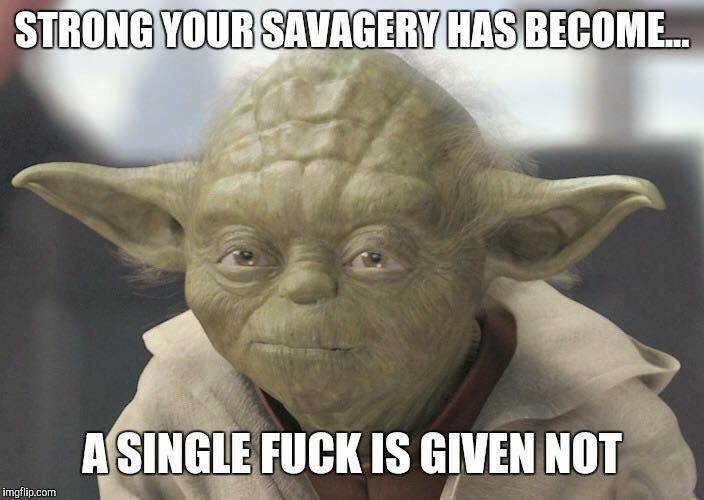 STRONG YOUR SAVAGERY HAS BECOME...
A SINGLE FUCK IS GIVEN NOT
imgflip.com